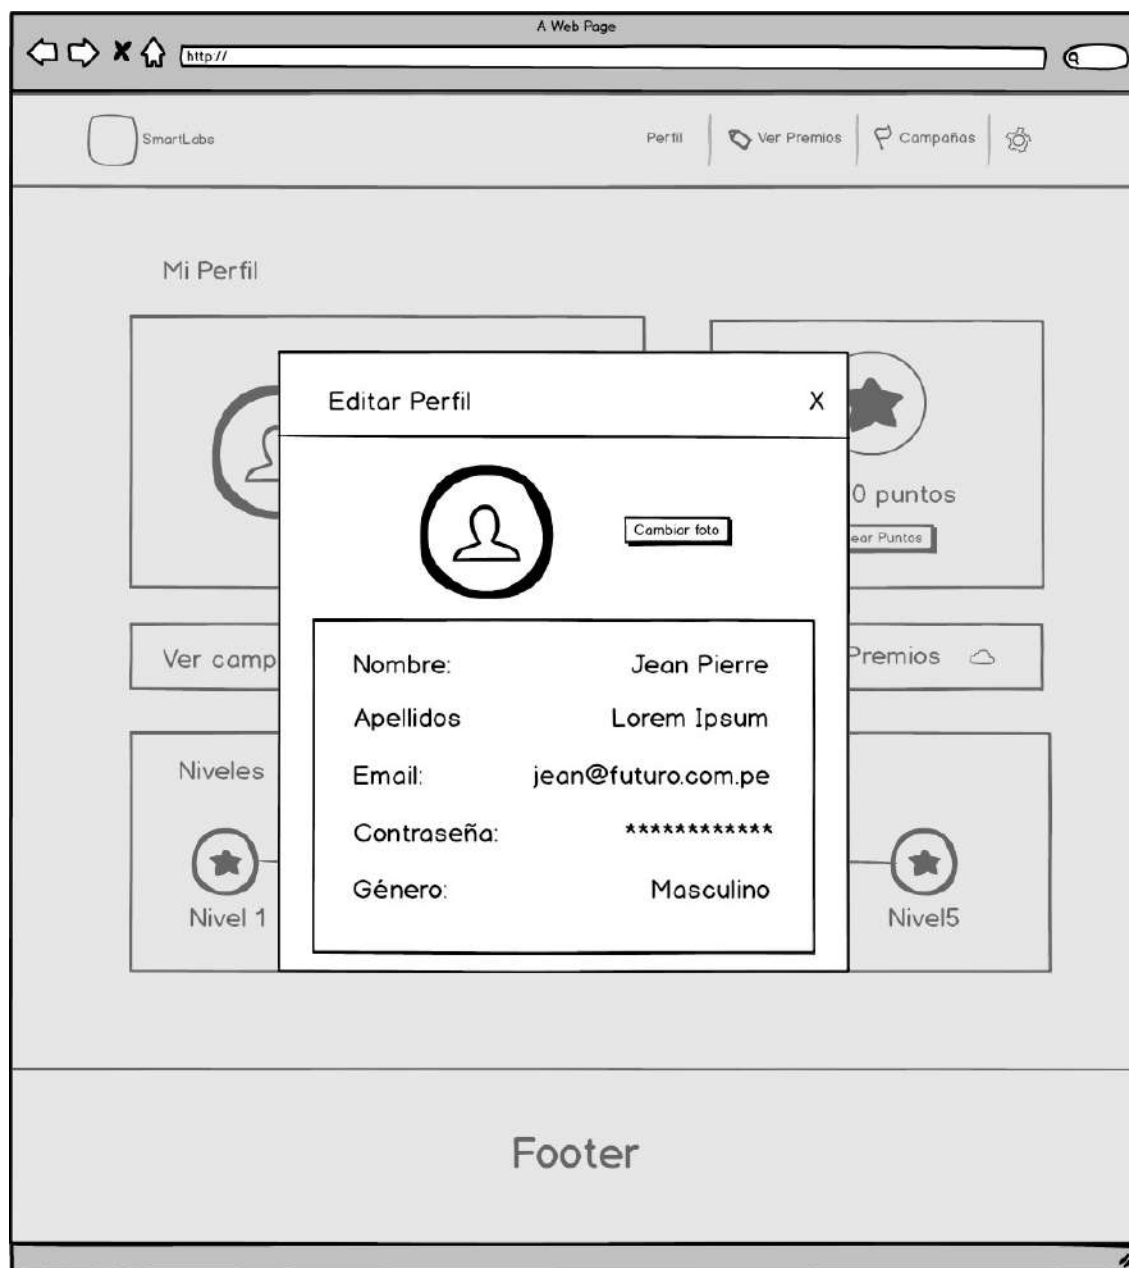 A Web Page
http://
SmartLabs
Perfil
Ver Premios
Campañas
Mi Perfil
Editar Perfil
X
0 puntos
Cambiar foto
ear Puntos
Ver camp
Premios
Nombre: Jean Pierre
Apellidos Lorem Ipsum
Email: jean@futuro.com.pe
Contraseña: ************
Género: Masculino
Niveles
Nivel 1
Nivel5
Footer